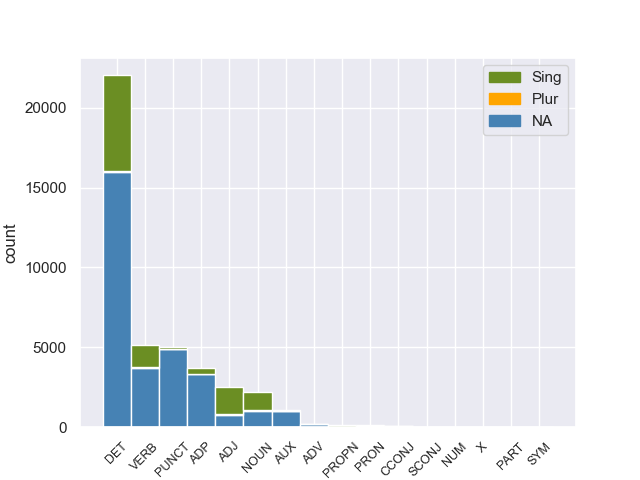 Sing
Plur
NA
20000
15000
10000
5000
0
count
DET
VERB
PUNCT
ADP
ADJ
NOUN
AUX
ADV
PROPN
PRON
CCONJ
SCONJ
NUM
X
PART
SYM